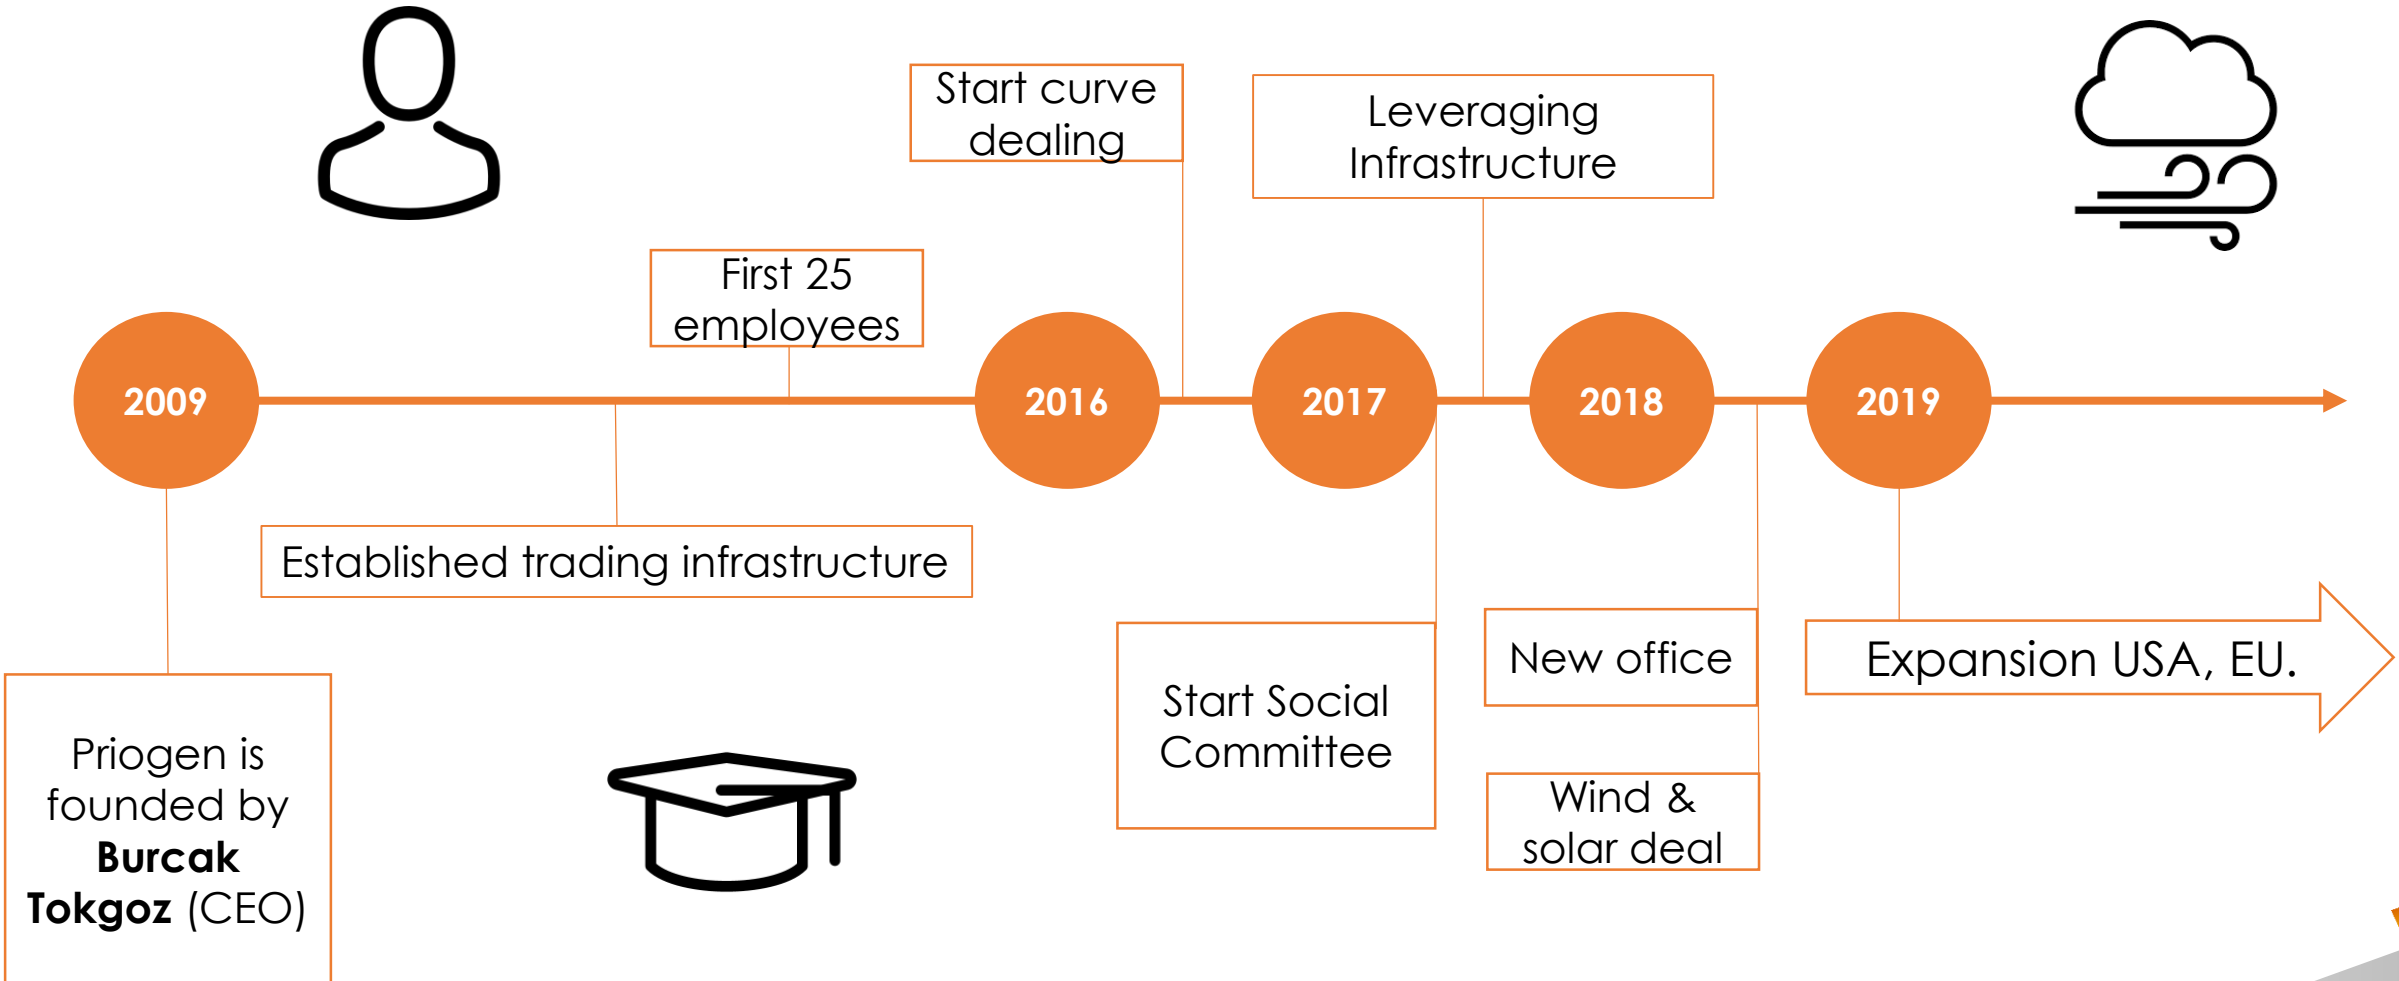 Start curve
dealing
Leveraging
Infrastructure
First 25
employees
2009
2016
2017
2018
2019
Established trading infrastructure
Priogen is
founded by
Burcak
Tokgoz (CEO)
Start Social
Committee
New office
Wind &
solar deal
Expansion USA, EU.